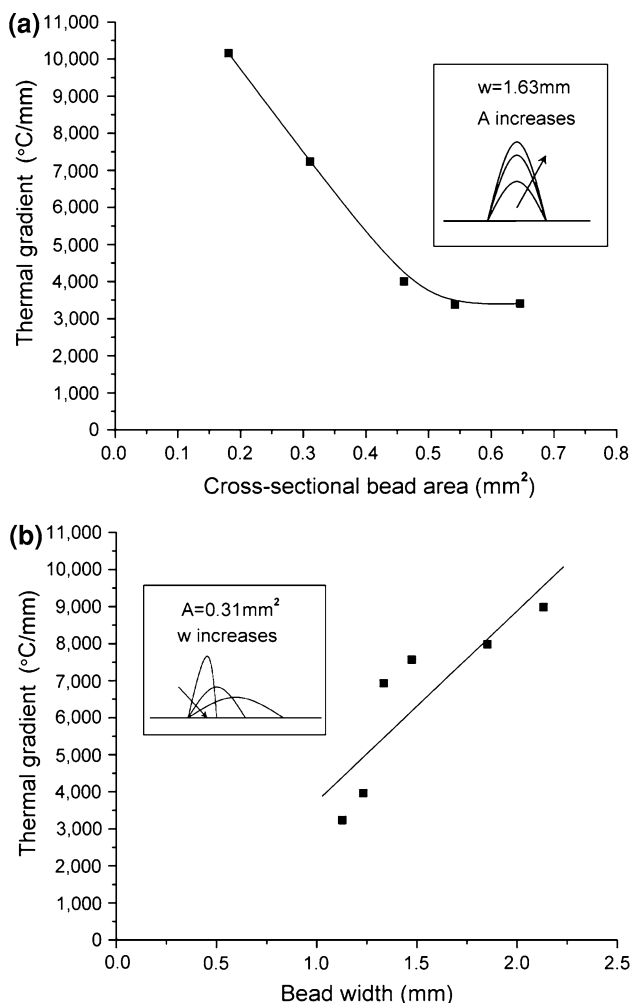 (a)
11,000
10,000
9,000
8,000
7,000
6,000
5,000
4,000
3,000
2,000
1,000
0
Thermal gradient (°C/mm)
w=1.63mm
A increases
0.0 0.1 0.2 0.3 0.4 0.5 0.6 0.7 0.8
Cross-sectional bead area (mm²)
(b)
11,000
10,000
9,000
8,000
7,000
6,000
5,000
4,000
3,000
2,000
1,000
0
Thermal gradient (°C/mm)
A=0.31mm²
w increases
0.0 0.5 1.0 1.5 2.0 2.5
Bead width (mm)